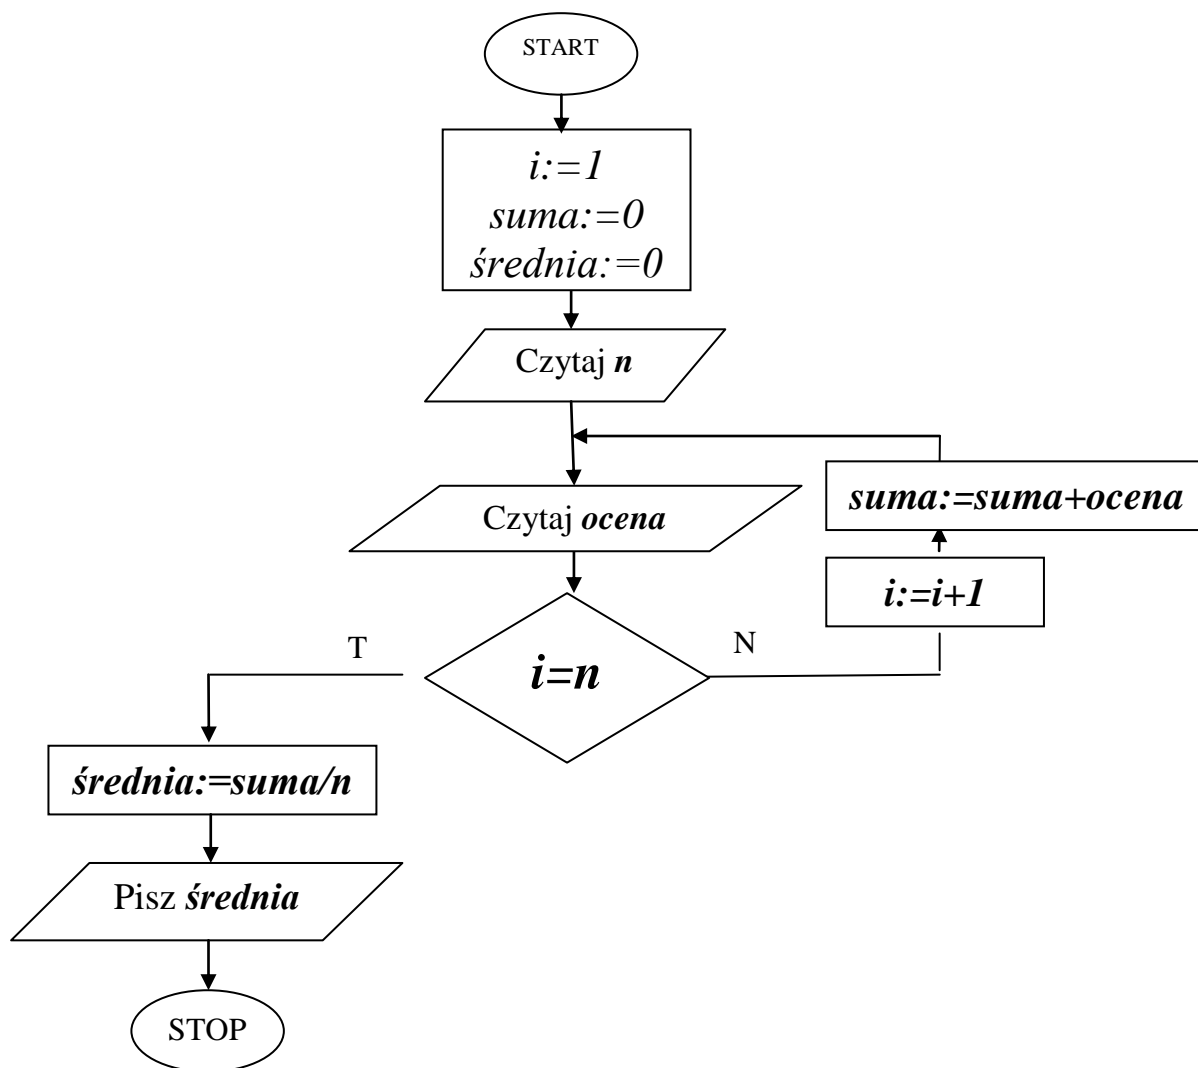 START
i:=1
suma:=0
średnia:=0
Czytaj n
Czytaj ocena
suma:=suma+ocena
i:=i+1
i=n
T
N
średnia:=suma/n
Pisz średnia
STOP